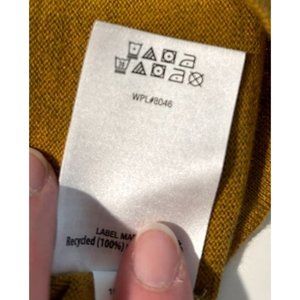 WPL#8046
LABEL MA
Recycled (100%)